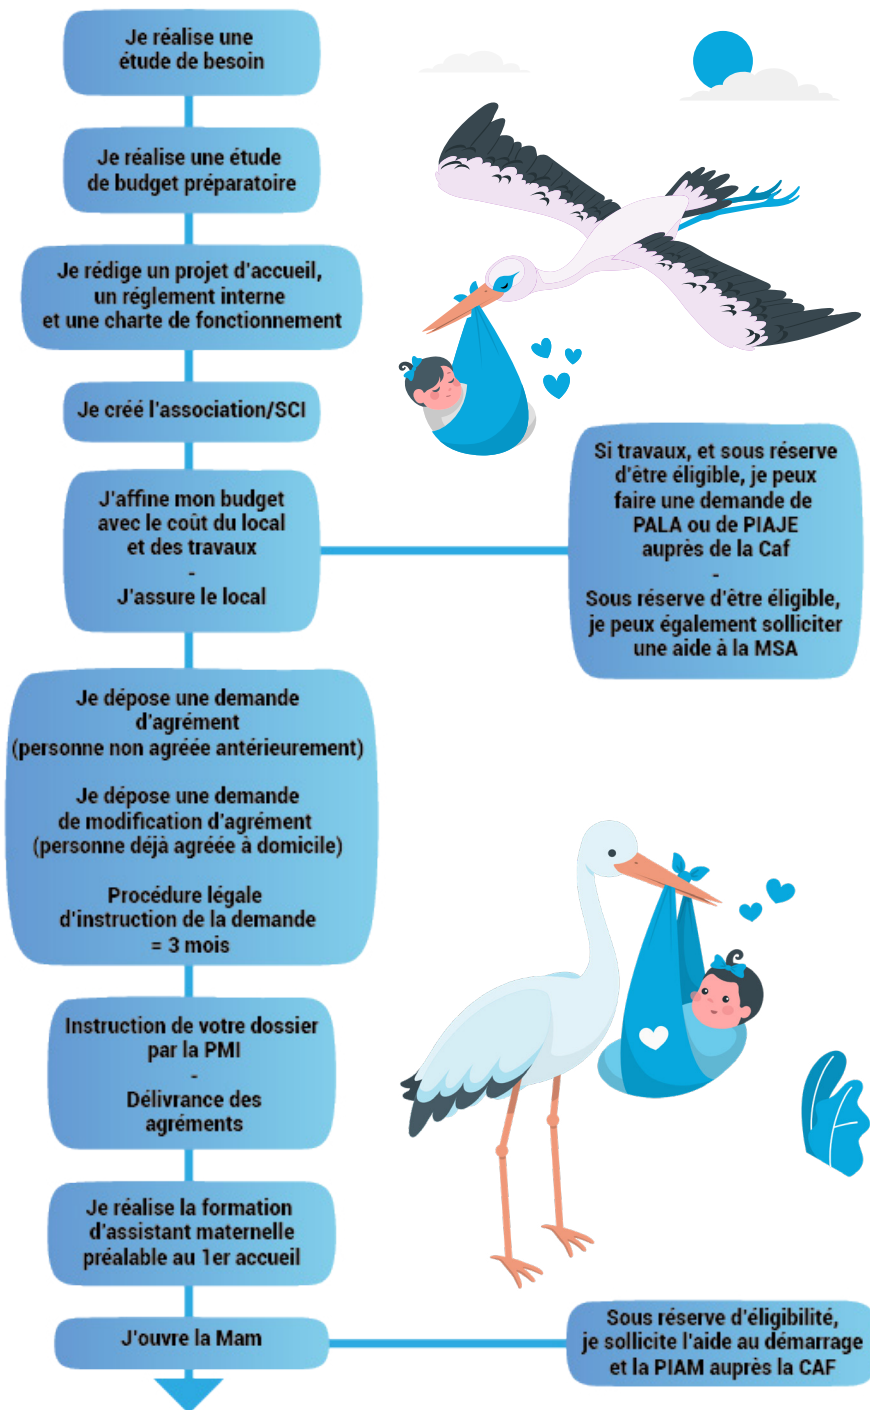 Je réalise une
étude de besoin
Je réalise une étude
de budget préparatoire
Je rédige un projet d'accueil,
un réglement interne
et une charte de fonctionnement
Je créé l'association/SCI
J'affine mon budget
avec le coût du local
et des travaux
-
J'assure le local
Si travaux, et sous réserve
d'être éligible, je peux
faire une demande de
PALA ou de PIAJE
auprès de la Caf
-
Sous réserve d'être éligible,
je peux également solliciter
une aide à la MSA
Je dépose une demande
d'agrément
(personne non agréée antérieurement)
Je dépose une demande
de modification d'agrément
(personne déjà agréée à domicile)
Procédure légale
d'instruction de la demande
= 3 mois
Instruction de votre dossier
par la PMI
-
Délivrance des
agréments
Je réalise la formation
d'assistant maternelle
préalable au 1er accueil
J'ouvre la Mam
Sous réserve d'éligibilité,
je sollicite l'aide au démarrage
et la PIAM auprès la CAF